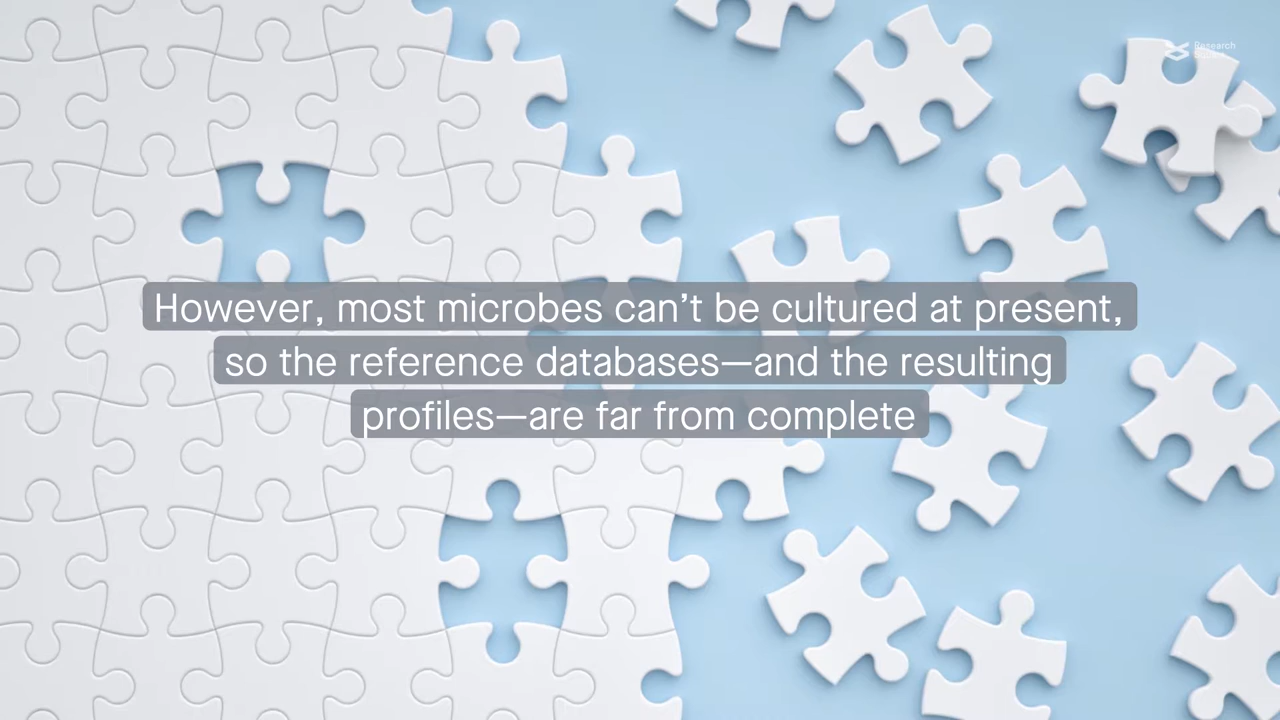 Research
However, most microbes can’t be cultured at present,
so the reference databases—and the resulting
profiles—are far from complete